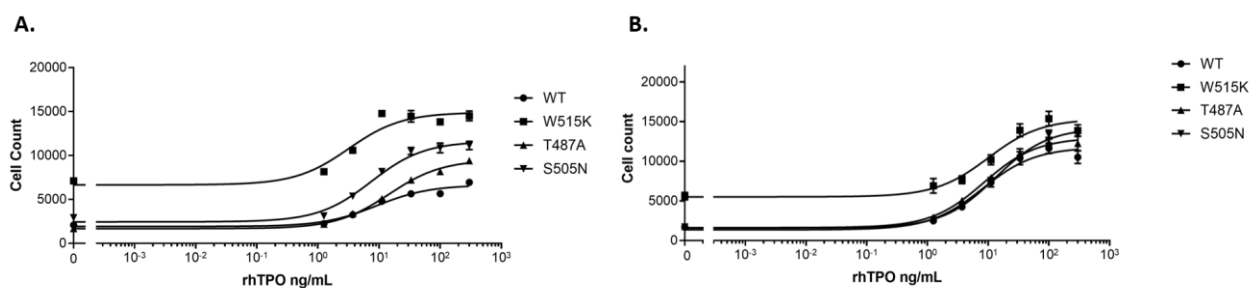 A.
20000
15000
10000
5000
0
Cell Count
0 10⁻³ 10⁻² 10⁻¹ 10⁰ 10¹ 10² 10³
rhTPO ng/mL
WT
W515K
T487A
S505N
B.
20000
15000
10000
5000
0
Cell Count
0 10⁻³ 10⁻² 10⁻¹ 10⁰ 10¹ 10² 10³
rhTPO ng/mL
WT
W515K
T487A
S505N